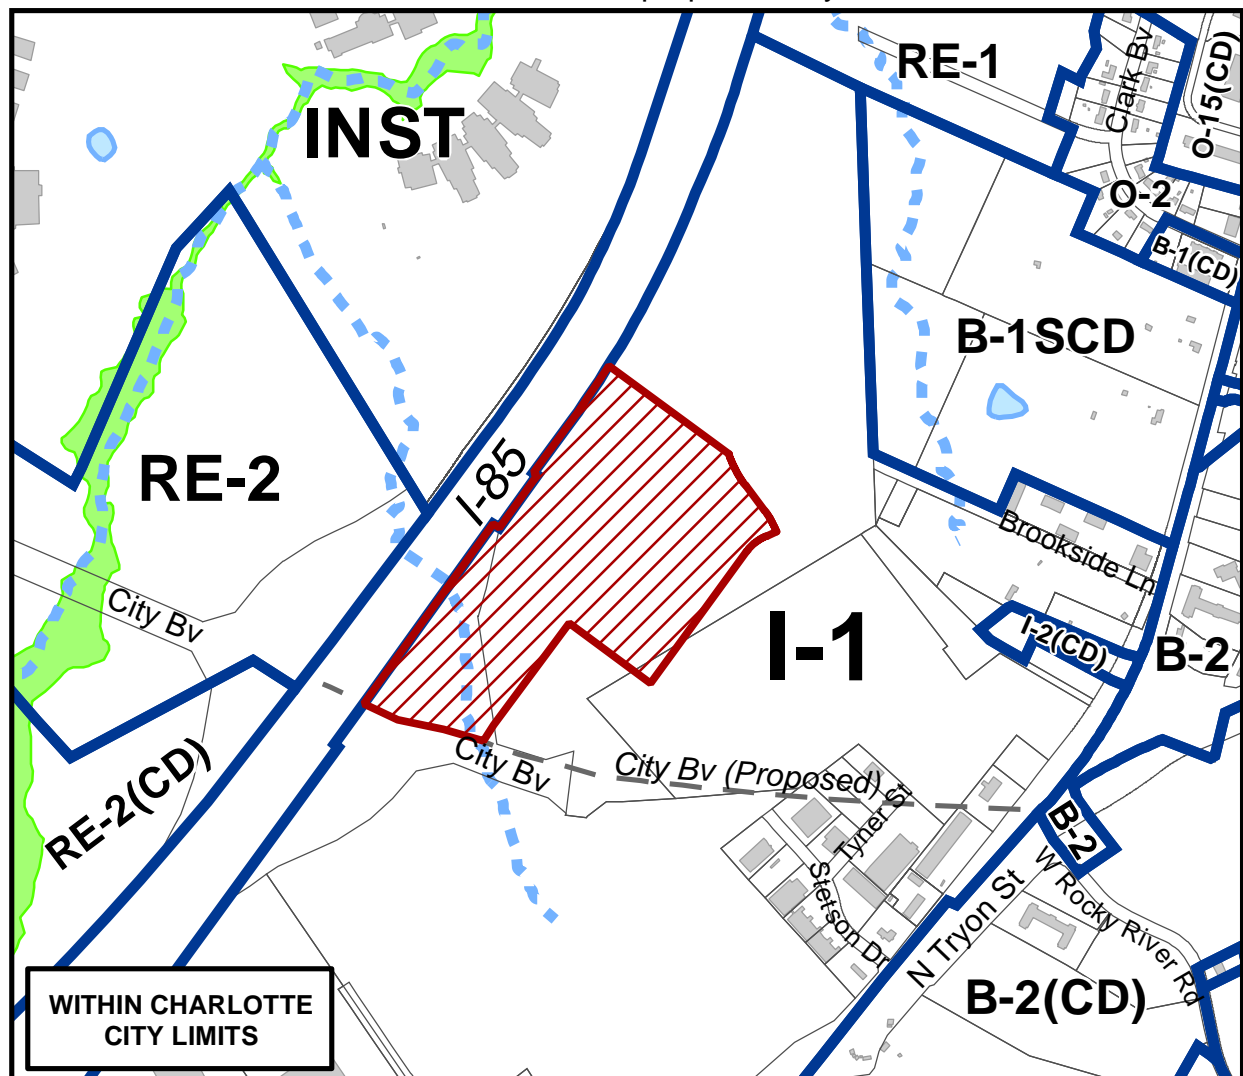 RE-1
Clark Bv
O-15(CD)
INST
O-2
B-1(CD)
B-1SCD
I-85
RE-2
Brookside Ln
City Bv
I-1
I-2(CD)
B-2
RE-2(CD)
City Bv
City Bv (Proposed)
Tyner St
B-2
Stetson Dr
N Tryon St
W Rocky River Rd
B-2(CD)
WITHIN CHARLOTTE
CITY LIMITS